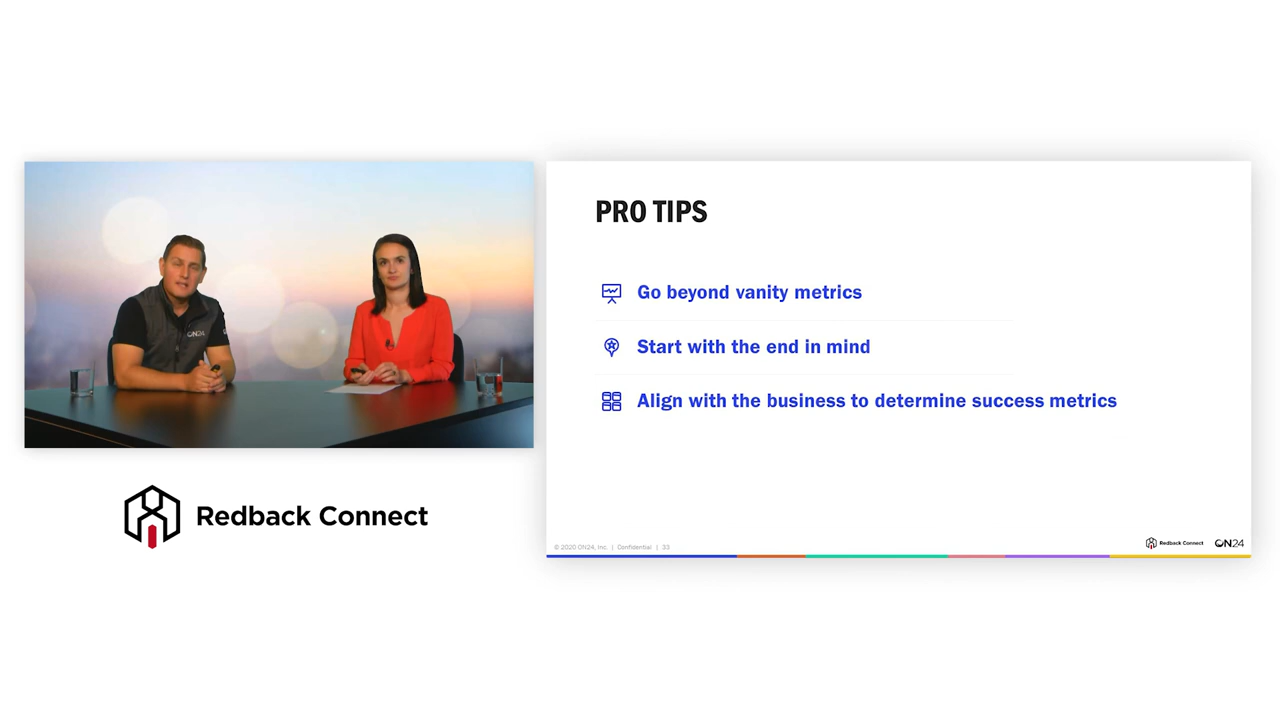 PRO TIPS
Go beyond vanity metrics
Start with the end in mind
Align with the business to determine success metrics
ON24
Redback Connect
© 2020 ON24, Inc. | Confidential | 33
Redback Connect
ON24